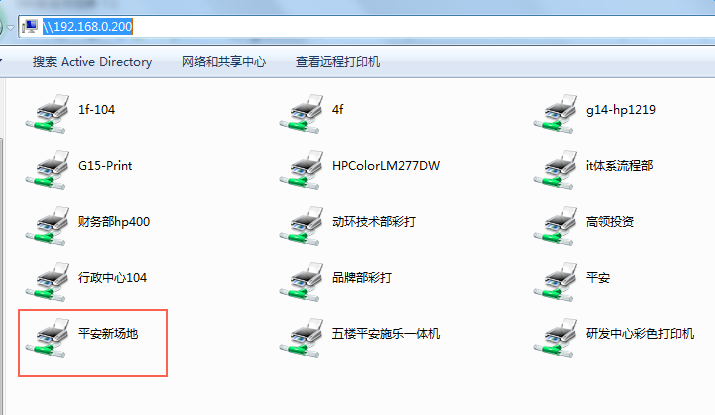 \\192.168.0.200
搜索 Active Directory 网络和共享中心 查看远程打印机
1f-104 4f g14-hp1219
G15-Print HPColorLM277DW it体系流程部
财务部hp400 动环技术部彩打 高领投资
行政中心104 品牌部彩打 平安
平安新场地 五楼平安施乐一体机 研发中心彩色打印机